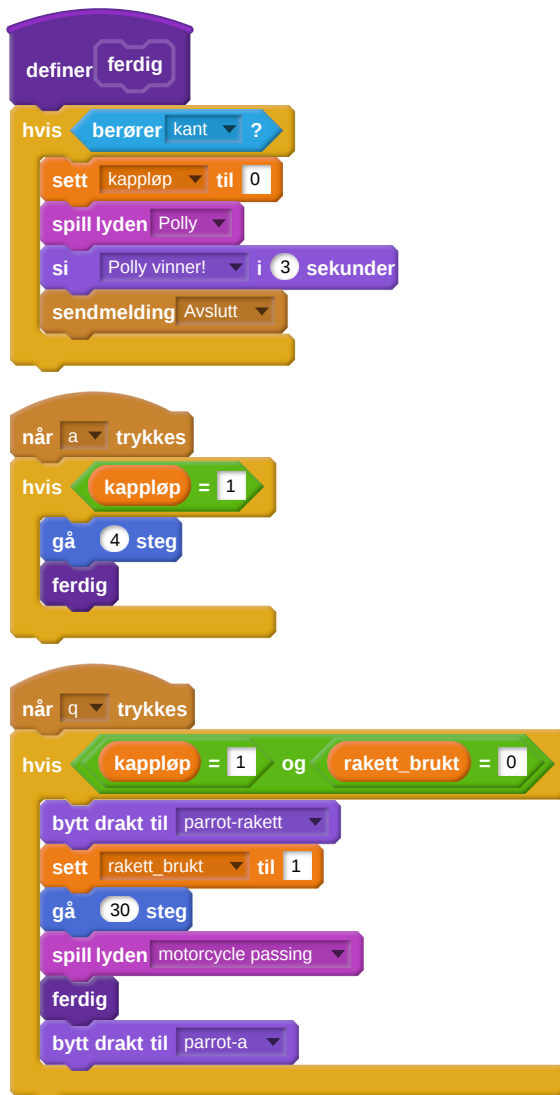 definer ferdig
hvis berører kant ?
sett kappløp til 0
spill lyden Polly
si Polly vinner! i 3 sekunder
sendmelding Avslutt
når a trykkes
hvis kappløp = 1
gå 4 steg
ferdig
når q trykkes
hvis kappløp = 1 og rakett_brukt = 0
bytt drakt til parrot-rakett
sett rakett_brukt til 1
gå 30 steg
spill lyden motorcycle passing
ferdig
bytt drakt til parrot-a